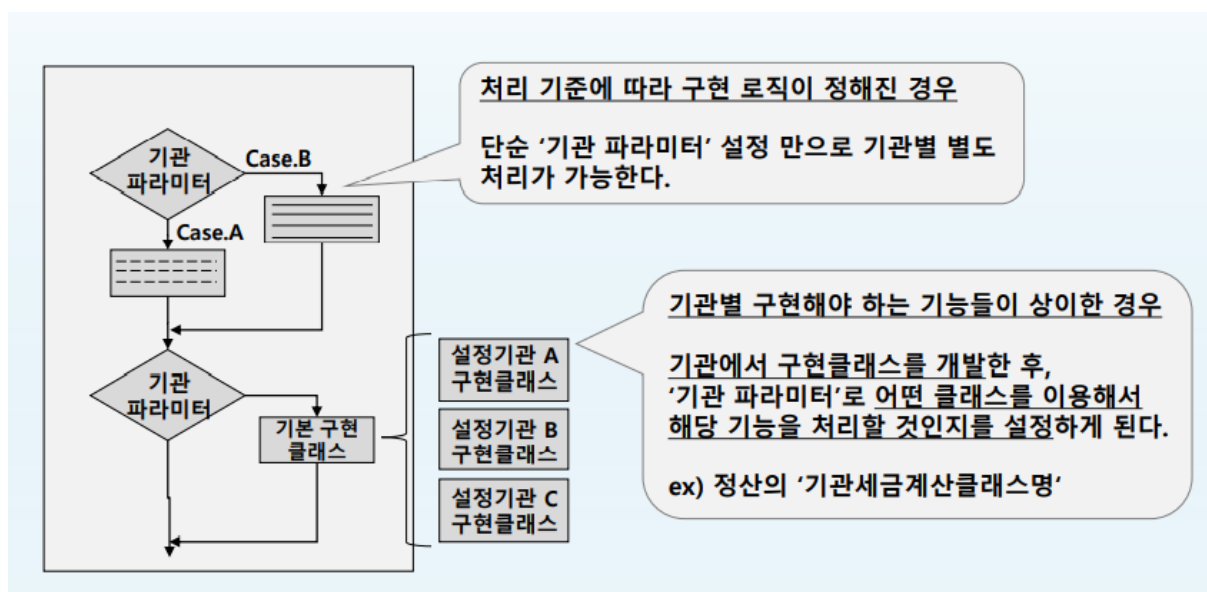 처리 기준에 따라 구현 로직이 정해진 경우
단순 ‘기관 파라미터’ 설정 만으로 기관별 별도
처리가 가능한다.
기관
파라미터
Case.B
Case.A
기관
파라미터
기본 구현
클래스
설정기관 A
구현클래스
설정기관 B
구현클래스
설정기관 C
구현클래스
기관별 구현해야 하는 기능들이 상이한 경우
기관에서 구현클래스를 개발한 후,
‘기관 파라미터’로 어떤 클래스를 이용해서
해당 기능을 처리할 것인지를 설정하게 된다.
ex) 정산의 ‘기관세금계산클래스명‘